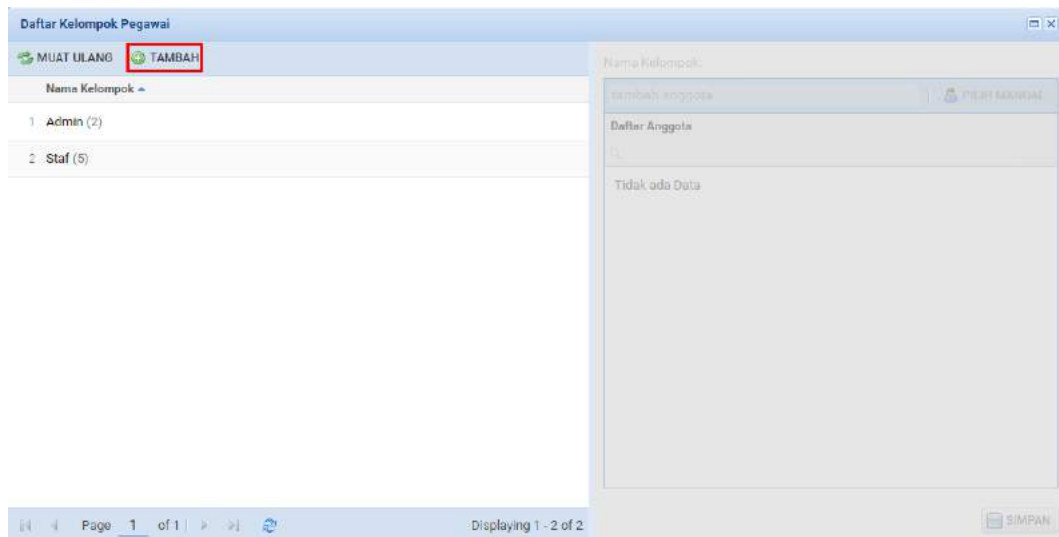 Daftar Kelompok Pegawai
MUAT ULANG TAMBAH
Nama Kelompok
1 Admin (2)
2 Staf (5)
Page 1 of 1
Displaying 1 - 2 of 2
Nama Kelompok:
tambah anggota PILIH MANUAL
Daftar Anggota
Tidak ada Data
SIMPAN